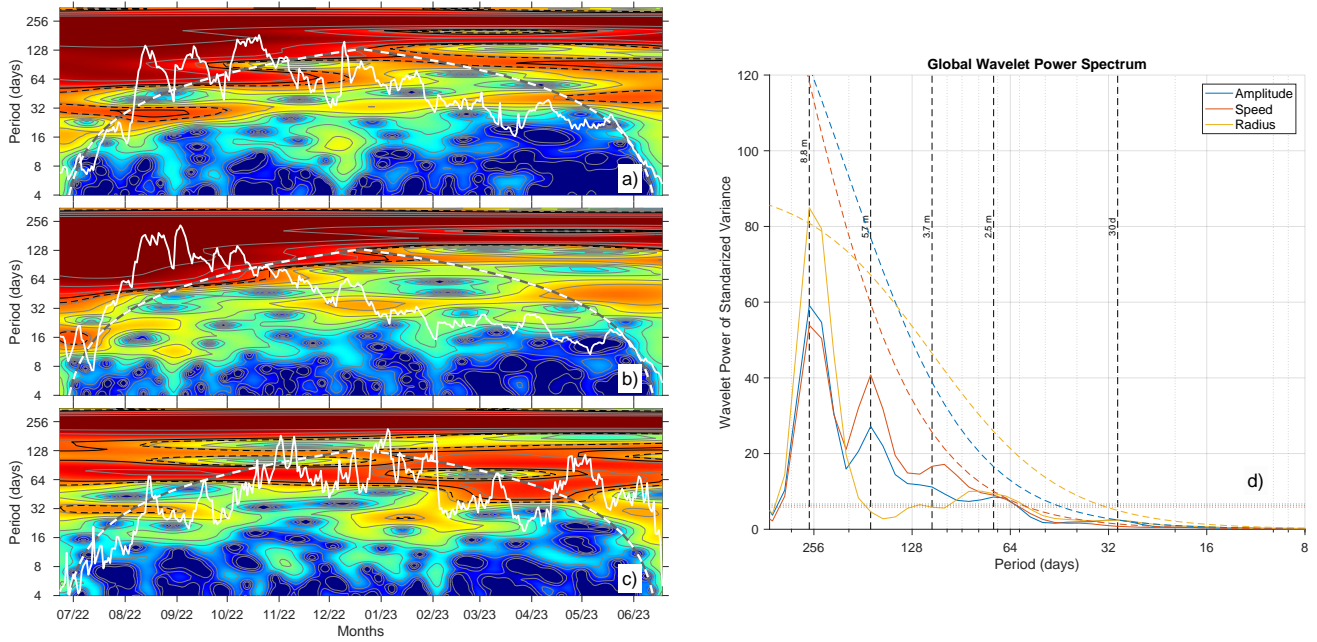 256
128
64
32
16
8
4
Period (days)
a)
256
128
64
32
16
8
4
Period (days)
b)
256
128
64
32
16
8
4
Period (days)
c)
07/22 08/22 09/22 10/22 11/22 12/22 01/23 02/23 03/23 04/23 05/23 06/23
Months
Global Wavelet Power Spectrum
120
100
80
60
40
20
0
Wavelet Power of Standarized Variance
8.8 m
5.7 m
3.7 m
2.5 m
30 d
Amplitude
Speed
Radius
d)
256 128 64 32 16 8
Period (days)